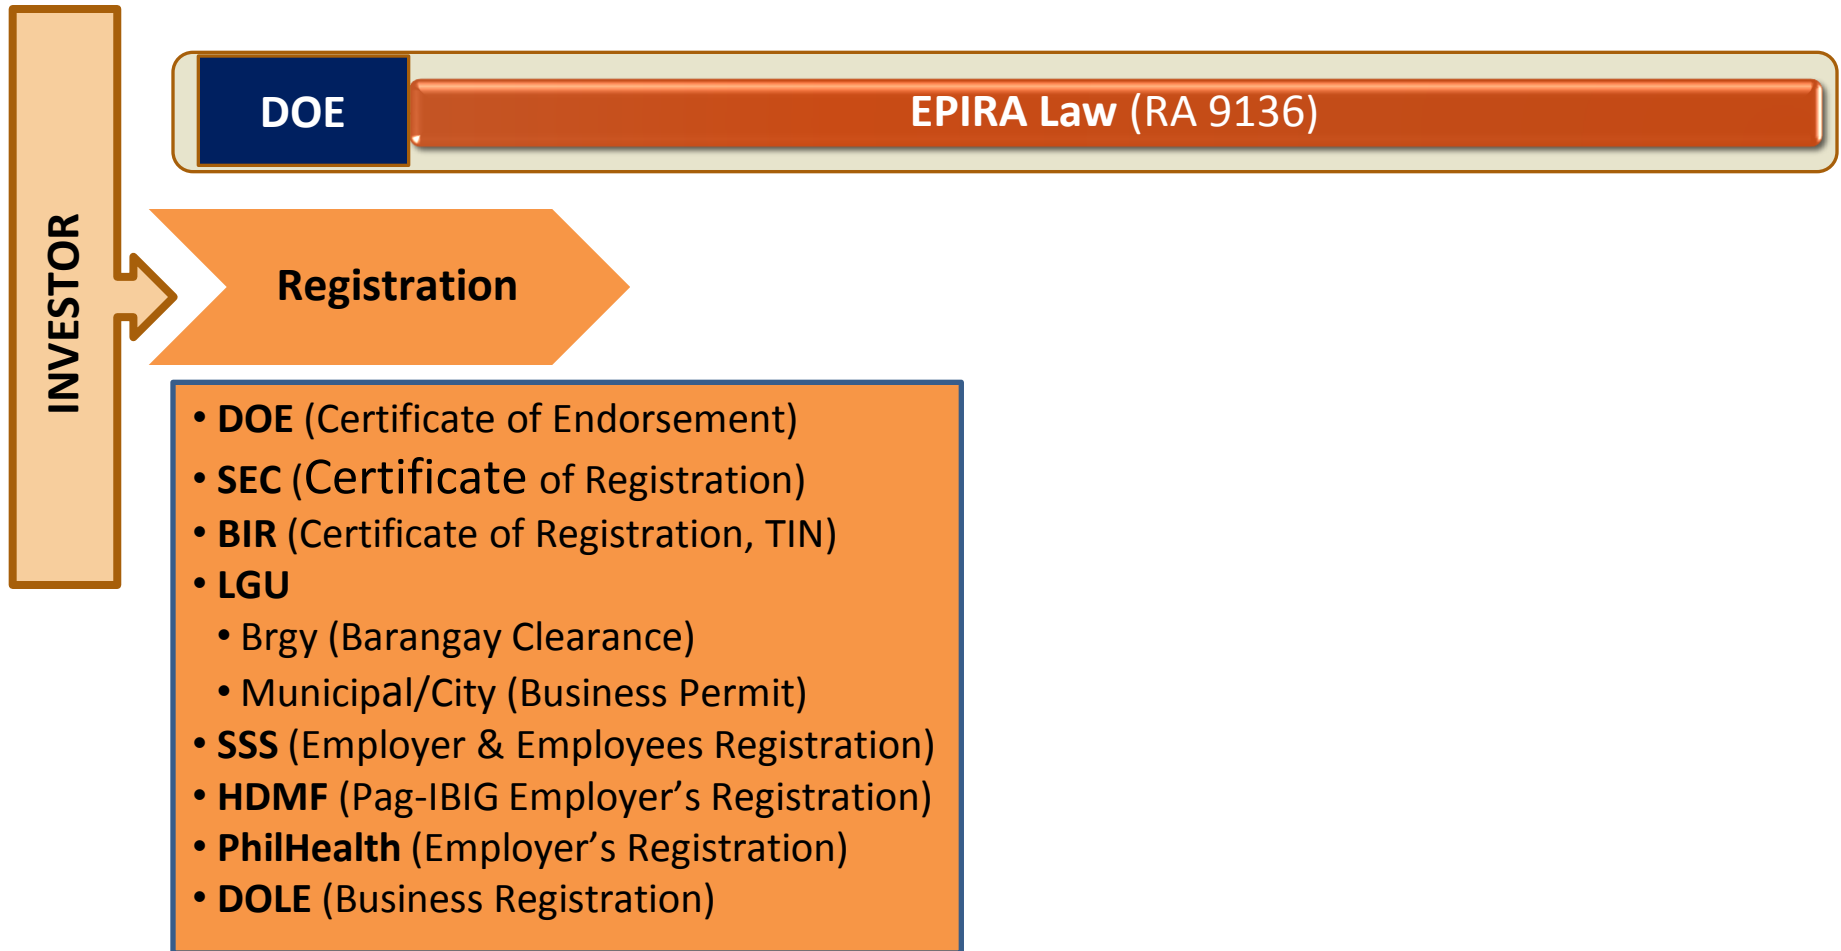 DOE
EPIRA Law (RA 9136)
INVESTOR
Registration
• DOE (Certificate of Endorsement)
• SEC (Certificate of Registration)
• BIR (Certificate of Registration, TIN)
• LGU
• Brgy (Barangay Clearance)
• Municipal/City (Business Permit)
• SSS (Employer & Employees Registration)
• HDMF (Pag-IBIG Employer’s Registration)
• PhilHealth (Employer’s Registration)
• DOLE (Business Registration)